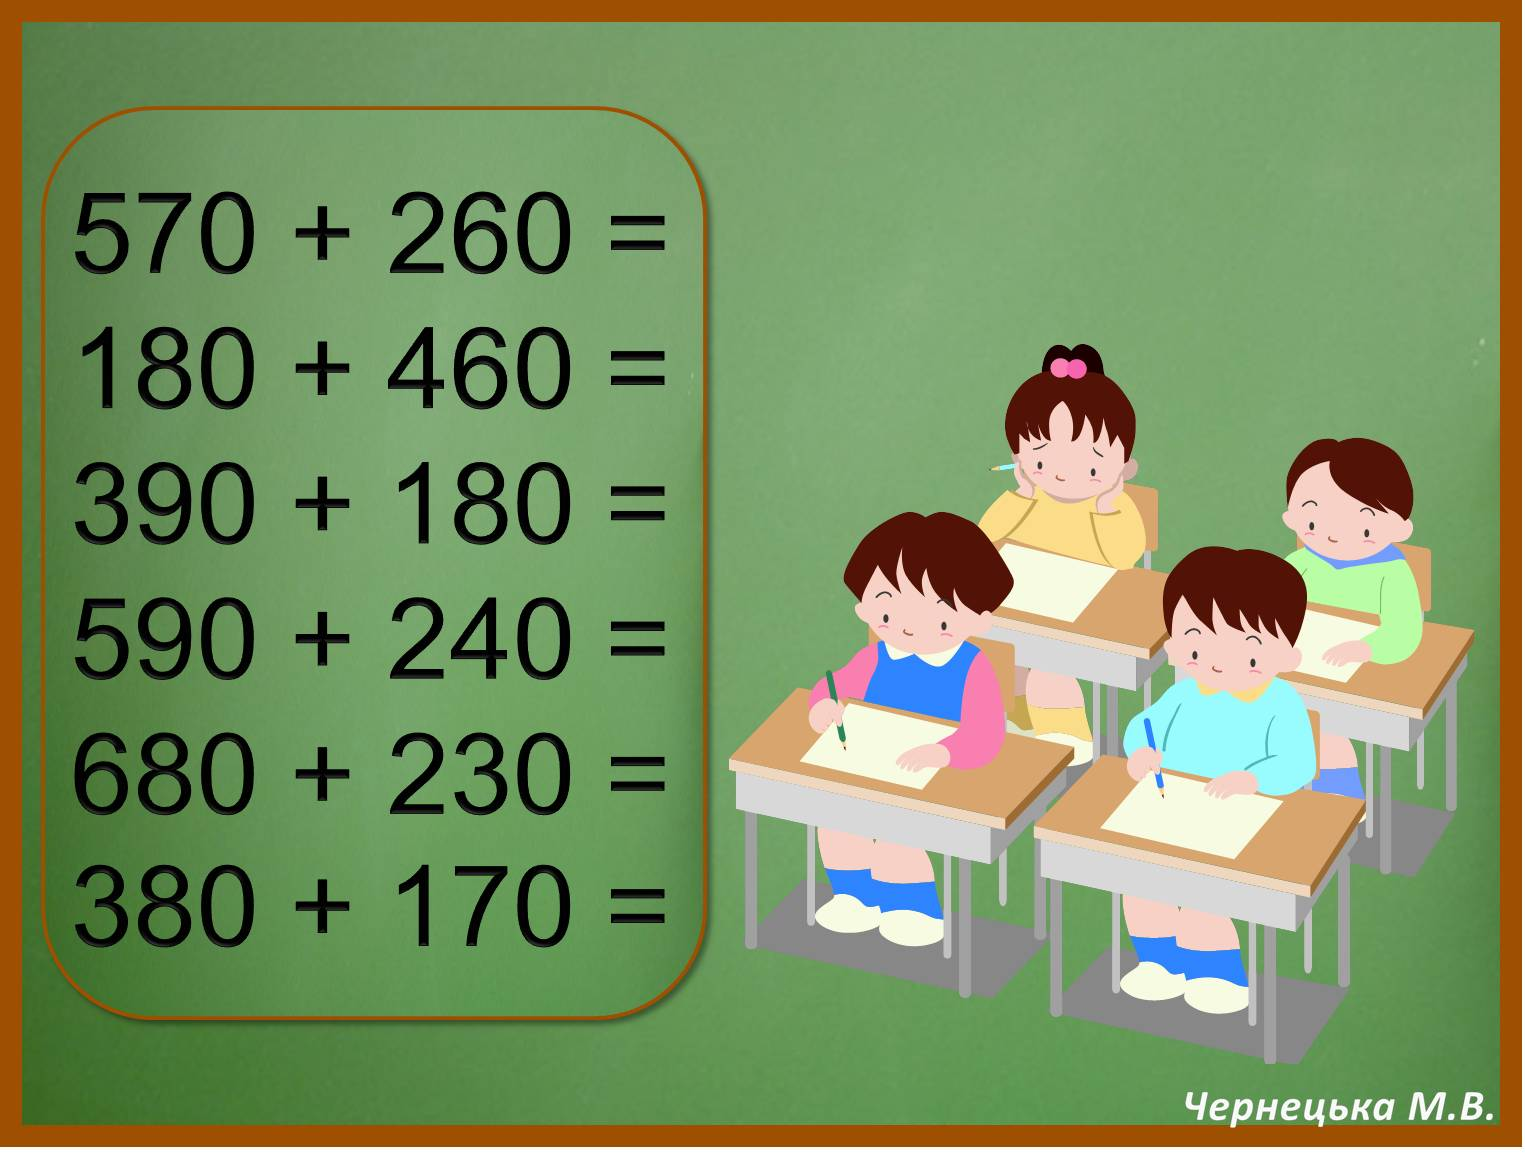 570 + 260 =
180 + 460 =
390 + 180 =
590 + 240 =
680 + 230 =
380 + 170 =
Чернецька М.В.